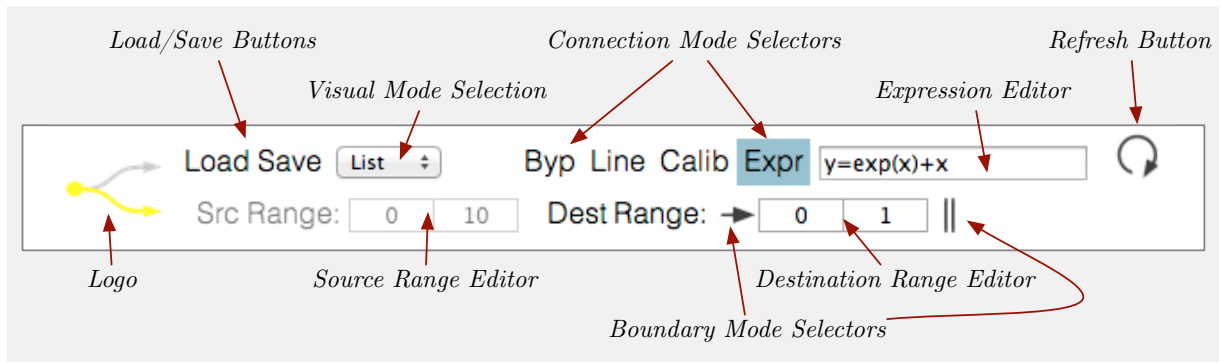 Load/Save Buttons Connection Mode Selectors Refresh Button
Visual Mode Selection Expression Editor
Load Save List Byp Line Calib Expr y=exp(x)+x
Src Range: 0 10 Dest Range: 0 1
Logo Source Range Editor Destination Range Editor
Boundary Mode Selectors